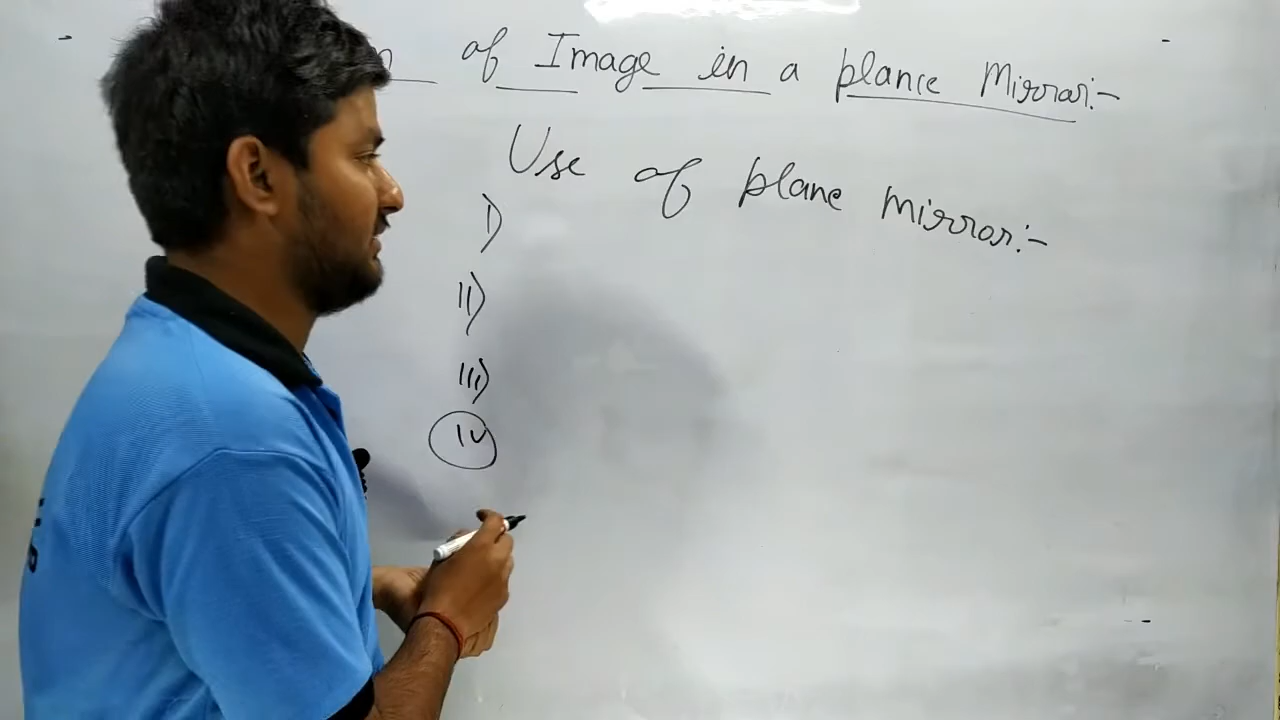 of Image in a plane Mirror:-
Use of plane mirror:-
I)
II)
III)
IV